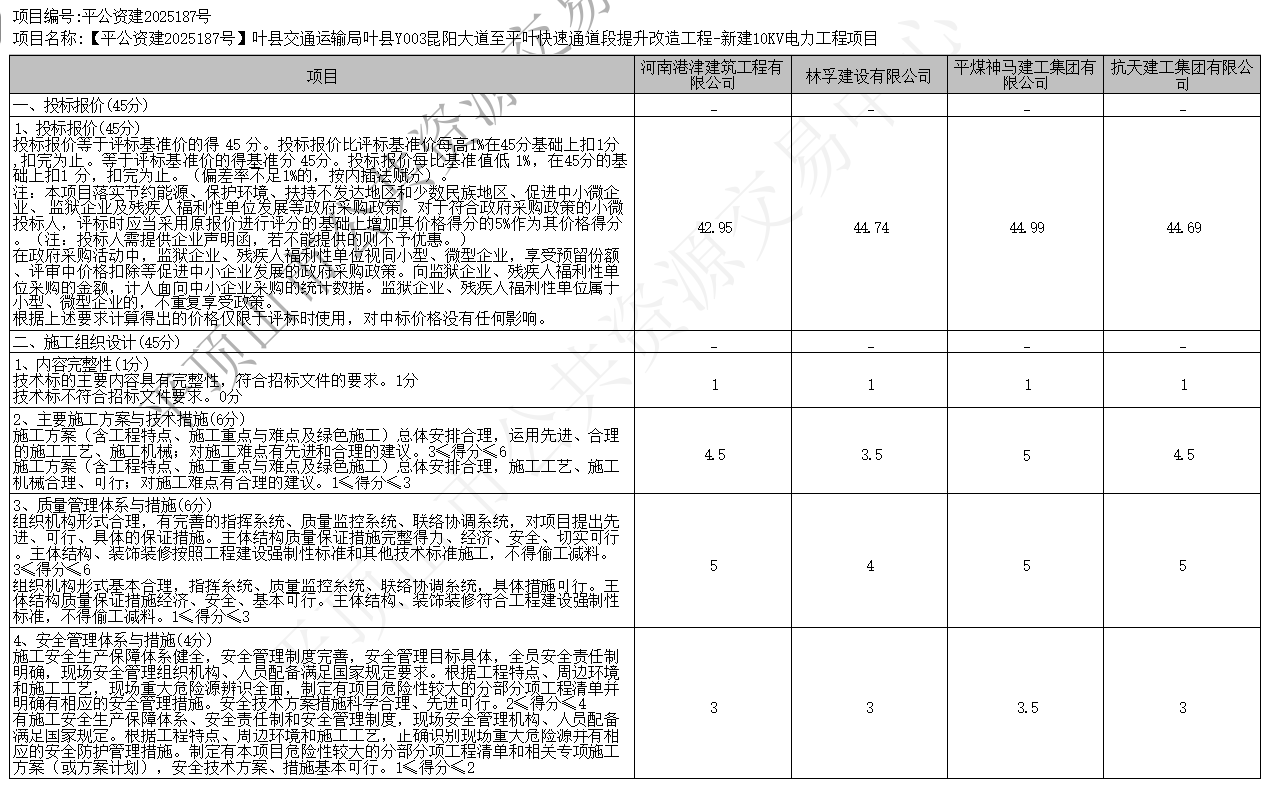 项目编号:平公资建2025187号
项目名称:【平公资建2025187号】叶县交通运输局叶县Y003昆阳大道至平叶快速通道段提升改造工程-新建10KV电力工程项目
项目
河南港津建筑工程有
限公司
林孚建设有限公司
平煤神马建工集团有
限公司
抗天建工集团有限公
司
一、投标报价(45分)
-
-
-
-
1、投标报价(45分)
投标报价等于评标基准价的得 45 分。投标报价比评标基准价每高1%在45分基础上扣1分
,扣完为止。等于评标基准价的得基准分 45分。投标报价每比基准值低 1%，在45分的基
础上扣1 分，扣完为止。（偏差率不足1%的，按内插法赋分）。
注：本项目落实节约能源、保护环境、扶持不发达地区和少数民族地区、促进中小微企
业、 监狱企业及残疾人福利性单位发展等政府采购政策。对于符合政府采购政策的小微
投标人，评标时应当采用原报价进行评分的基础上增加其价格得分的5%作为其价格得分
。（注：投标人需提供企业声明函，若不能提供的则不予优惠。）
在政府采购活动中，监狱企业、残疾人福利性单位视同小型、微型企业，享受预留份额
、评审中价格扣除等促进中小企业发展的政府采购政策。向监狱企业、残疾人福利性单
位采购的金额，计入面向中小企业采购的统计数据。监狱企业、残疾人福利性单位属于
小型、微型企业的，不重复享受政策。
根据上述要求计算得出的价格仅限于评标时使用，对中标价格没有任何影响。
42.95
44.74
44.99
44.69
二、施工组织设计(45分)
-
-
-
-
1、内容完整性(1分)
技术标的主要内容具有完整性，符合招标文件的要求。1分
技术标不符合招标文件要求。0分
1
1
1
1
2、主要施工方案与技术措施(6分)
施工方案（含工程特点、施工重点与难点及绿色施工）总体安排合理，运用先进、合理
的施工工艺、施工机械；对施工难点有先进和合理的建议。3≤得分≤6
施工方案（含工程特点、施工重点与难点及绿色施工）总体安排合理，施工工艺、施工
机械合理、可行；对施工难点有合理的建议。1≤得分≤3
4.5
3.5
5
4.5
3、质量管理体系与措施(6分)
组织机构形式合理，有完善的指挥系统、质量监控系统、联络协调系统，对项目提出先
进、可行、具体的保证措施。主体结构质量保证措施完整得力、经济、安全、切实可行
。主体结构、装饰装修按照工程建设强制性标准和其他技术标准施工，不得偷工减料。
3≤得分≤6
组织机构形式基本合理，指挥系统、质量监控系统、联络协调系统，具体措施可行。主
体结构质量保证措施经济、安全、基本可行。主体结构、装饰装修符合工程建设强制性
标准，不得偷工减料。1≤得分≤3
5
4
5
5
4、安全管理体系与措施(4分)
施工安全生产保障体系健全，安全管理制度完善，安全管理目标具体，全员安全责任制
明确，现场安全管理组织机构、人员配备满足国家规定要求。根据工程特点、周边环境
和施工工艺，现场重大危险源辨识全面，制定有项目危险性较大的分部分项工程清单并
明确有相应的安全管理措施。安全技术方案措施科学合理、先进可行。2≤得分≤4
有施工安全生产保障体系、安全责任制和安全管理制度，现场安全管理机构、人员配备
满足国家规定。根据工程特点、周边环境和施工工艺，正确识别现场重大危险源并有相
应的安全防护管理措施。制定有本项目危险性较大的分部分项工程清单和相关专项施工
方案（或方案计划），安全技术方案、措施基本可行。1≤得分≤2
3
3
3.5
3
平顶山市公共资源交易中心
平顶山市公共资源交易中心